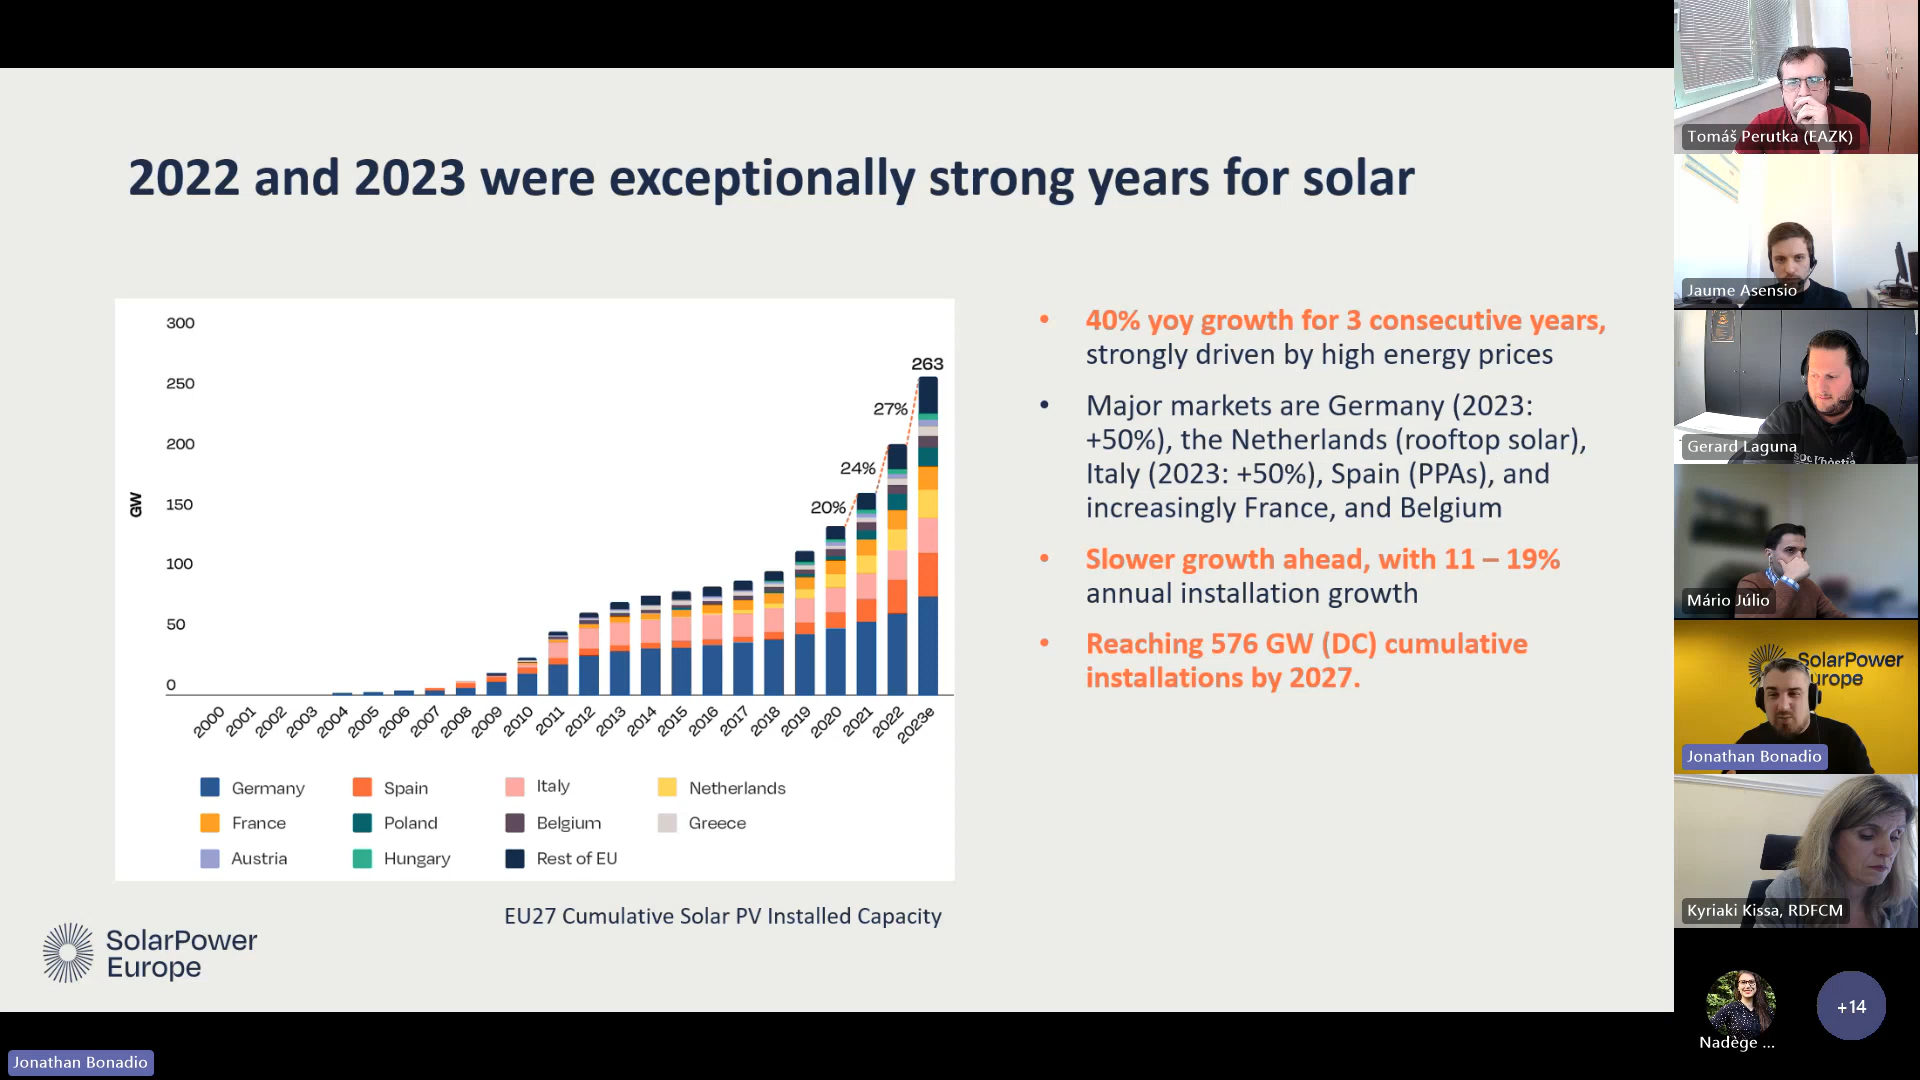 2022 and 2023 were exceptionally strong years for solar
300
250
200
150
100
50
0
GW
263
27%
24%
20%
2000
2001
2002
2003
2004
2005
2006
2007
2008
2009
2010
2011
2012
2013
2014
2015
2016
2017
2018
2019
2020
2021
2022
2023e
Germany
Spain
Italy
Netherlands
France
Poland
Belgium
Greece
Austria
Hungary
Rest of EU
EU27 Cumulative Solar PV Installed Capacity
• 40% yoy growth for 3 consecutive years,
strongly driven by high energy prices
• Major markets are Germany (2023:
+50%), the Netherlands (rooftop solar),
Italy (2023: +50%), Spain (PPAs), and
increasingly France, and Belgium
• Slower growth ahead, with 11 – 19%
annual installation growth
• Reaching 576 GW (DC) cumulative
installations by 2027.
SolarPower
Europe
Jonathan Bonadio
Tomáš Perutka (EAZK)
Jaume Asensio
Gerard Laguna
Mário Júlio
SolarPower
Europe
Jonathan Bonadio
Kyriaki Kissa, RDFCM
Nadège ...
+14